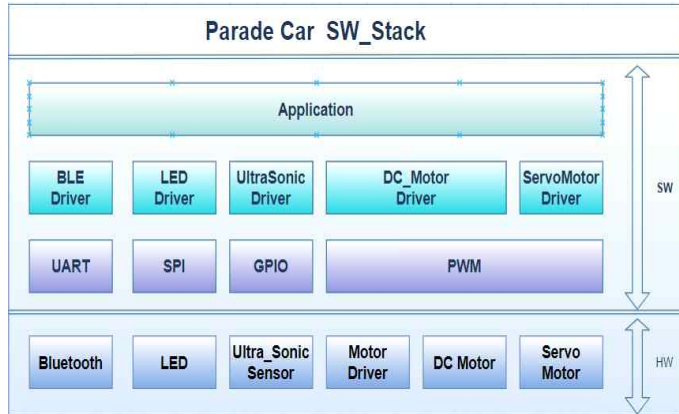 Parade Car SW_Stack
Application
BLE Driver
LED Driver
UltraSonic Driver
DC_Motor Driver
ServoMotor Driver
SW
UART
SPI
GPIO
PWM
Bluetooth
LED
Ultra_Sonic Sensor
Motor Driver
DC Motor
Servo Motor
HW